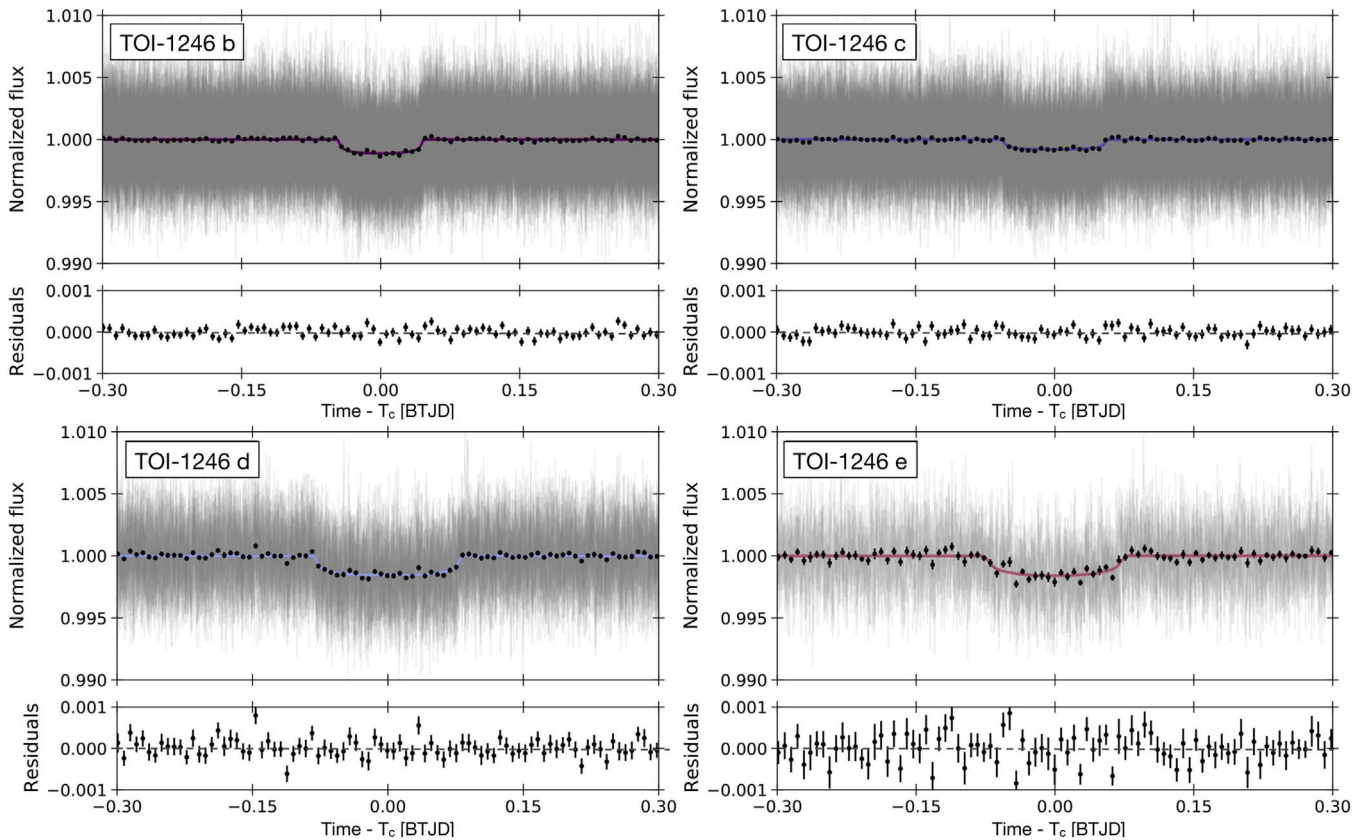 TOI-1246 b
Normalized flux
1.010
1.005
1.000
0.995
0.990
Residuals
0.001
0.000
−0.001
−0.30 −0.15 0.00 0.15 0.30
Time - Tc [BTJD]
TOI-1246 c
Normalized flux
1.010
1.005
1.000
0.995
0.990
Residuals
0.001
0.000
−0.001
−0.30 −0.15 0.00 0.15 0.30
Time - Tc [BTJD]
TOI-1246 d
Normalized flux
1.010
1.005
1.000
0.995
0.990
Residuals
0.001
0.000
−0.001
−0.30 −0.15 0.00 0.15 0.30
Time - Tc [BTJD]
TOI-1246 e
Normalized flux
1.010
1.005
1.000
0.995
0.990
Residuals
0.001
0.000
−0.001
−0.30 −0.15 0.00 0.15 0.30
Time - Tc [BTJD]